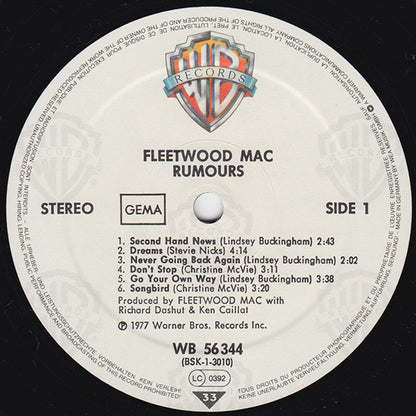 WB
RECORDS
FLEETWOOD MAC
RUMOURS
STEREO
GEMA
SIDE 1
1. Second Hand News (Lindsey Buckingham) 2:43
2. Dreams (Stevie Nicks) 4:14
3. Never Going Back Again (Lindsey Buckingham) 2:02
4. Don't Stop (Christine McVie) 3:11
5. Go Your Own Way (Lindsey Buckingham) 3:38
6. Songbird (Christine McVie) 3:20
Produced by FLEETWOOD MAC with
Richard Dashut & Ken Caillat
℗ 1977 Warner Bros. Records Inc.
WB 56 344
(BSK-1-3010)
LC 0392
33